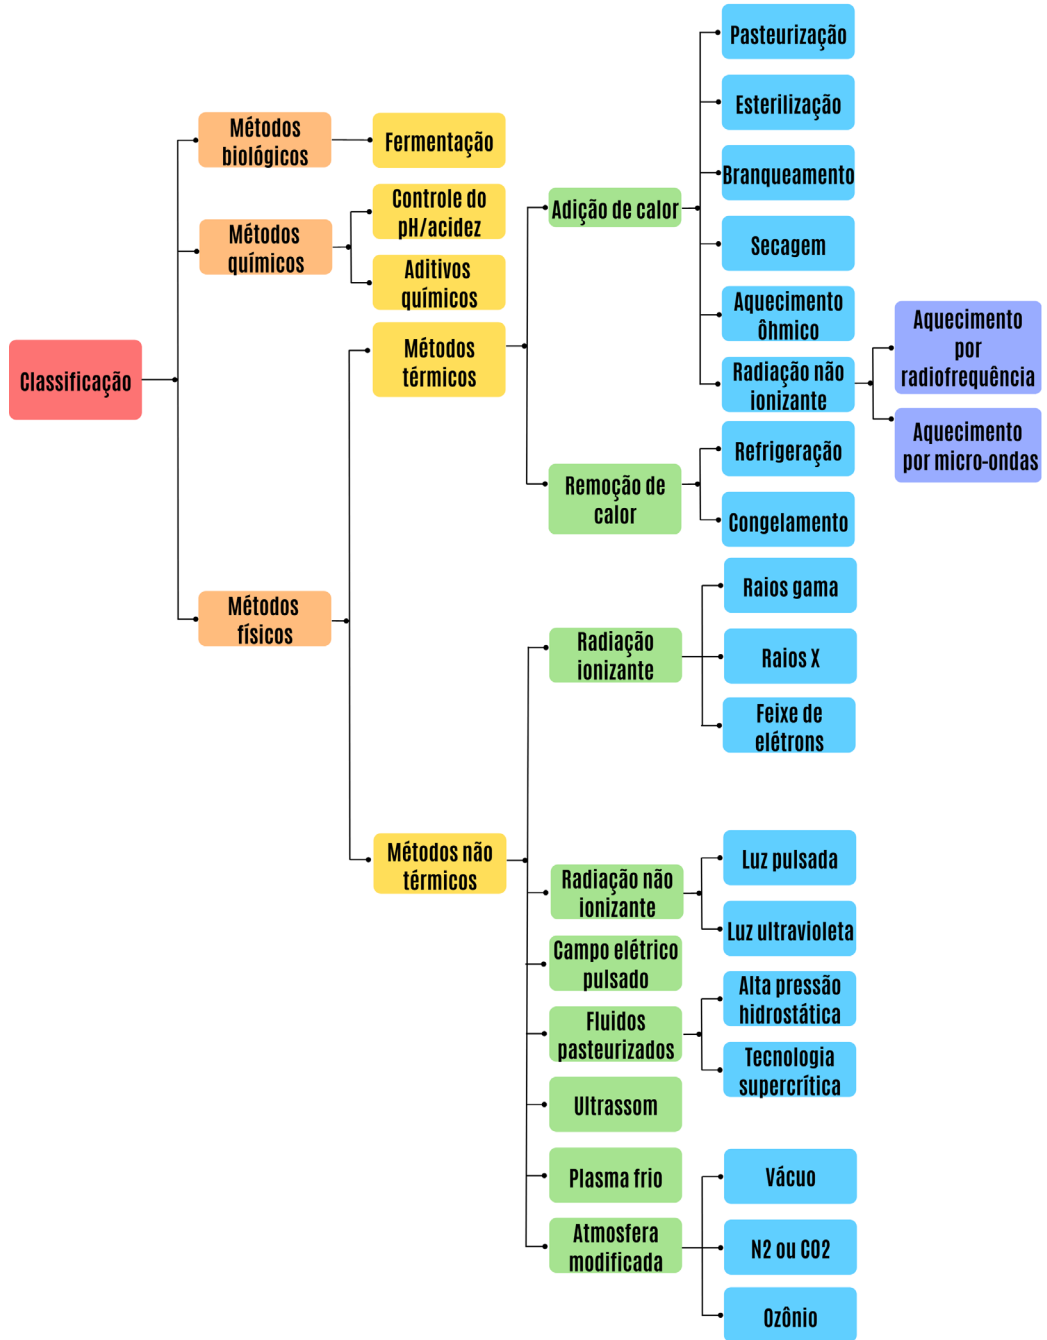 Classificação
Métodos
biológicos
Fermentação
Métodos
químicos
Controle do
pH/acidez
Aditivos
químicos
Métodos
físicos
Métodos
térmicos
Adição de calor
Pasteurização
Esterilização
Branqueamento
Secagem
Aquecimento
ôhmico
Radiação não
ionizante
Aquecimento
por
radiofrequência
Aquecimento
por micro-ondas
Remoção de
calor
Refrigeração
Congelamento
Métodos não
térmicos
Radiação
ionizante
Raios gama
Raios X
Feixe de
elétrons
Radiação não
ionizante
Luz pulsada
Luz ultravioleta
Campo elétrico
pulsado
Fluidos
pasteurizados
Alta pressão
hidrostática
Tecnologia
supercrítica
Ultrassom
Plasma frio
Atmosfera
modificada
Vácuo
N2 ou CO2
Ozônio